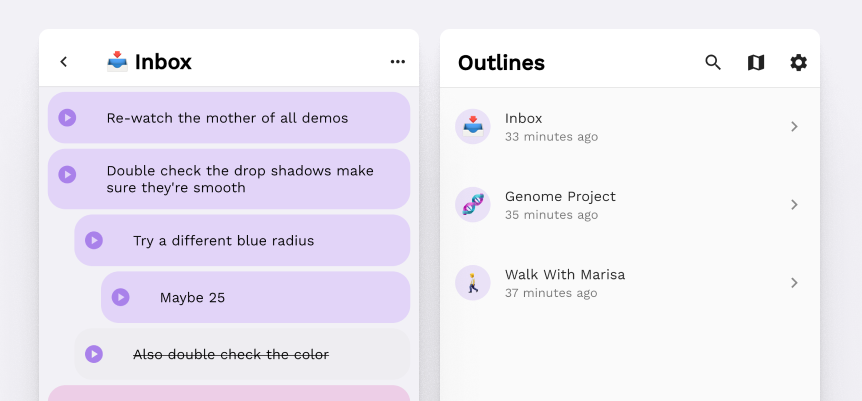 Inbox
Re-watch the mother of all demos
Double check the drop shadows make
sure they're smooth
Try a different blue radius
Maybe 25
Also double check the color
Outlines
Inbox
33 minutes ago
Genome Project
35 minutes ago
Walk With Marisa
37 minutes ago